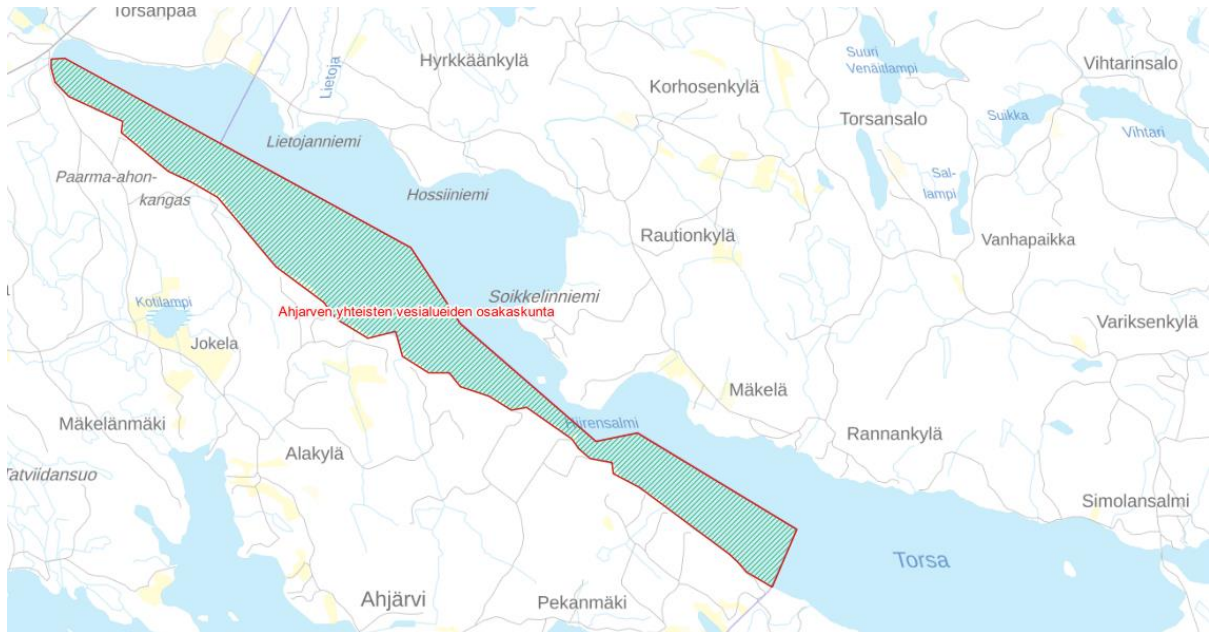 Torsanpää
Hyrkkäänkylä
Suuri
Venäitlampi
Vihtarinsalo
Lietoja
Korhosenkylä
Torsansalo
Suikka
Vihtari
Lietojanniemi
Paarma-ahon-
kangas
Hossiiniemi
Sal-
lampi
Rautionkylä
Vanhapaikka
Soikkelinniemi
Kotilampi
Ahjarven yhteisten vesialueiden osakaskunta
Jokela
Variksenkylä
Mäkelä
Mäkelänmäki
Piirensalmi
Alakylä
Rannankylä
Tatviidansuo
Simolansalmi
Torsa
Ahjärvi
Pekanmäki